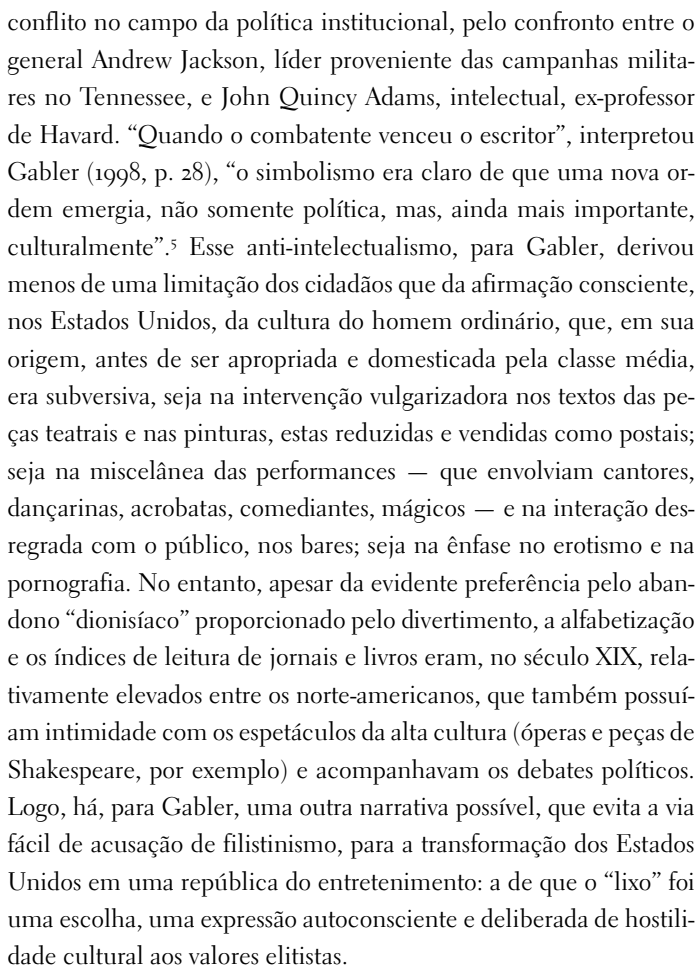 conflito no campo da política institucional, pelo confronto entre o
general Andrew Jackson, líder proveniente das campanhas milita-
res no Tennessee, e John Quincy Adams, intelectual, ex-professor
de Havard. “Quando o combatente venceu o escritor”, interpretou
Gabler (1998, p. 28), “o simbolismo era claro de que uma nova or-
dem emergia, não somente política, mas, ainda mais importante,
culturalmente”.⁵ Esse anti-intelectualismo, para Gabler, derivou
menos de uma limitação dos cidadãos que da afirmação consciente,
nos Estados Unidos, da cultura do homem ordinário, que, em sua
origem, antes de ser apropriada e domesticada pela classe média,
era subversiva, seja na intervenção vulgarizadora nos textos das pe-
ças teatrais e nas pinturas, estas reduzidas e vendidas como postais;
seja na miscelânea das performances — que envolviam cantores,
dançarinas, acrobatas, comediantes, mágicos — e na interação des-
regrada com o público, nos bares; seja na ênfase no erotismo e na
pornografia. No entanto, apesar da evidente preferência pelo aban-
dono “dionisíaco” proporcionado pelo divertimento, a alfabetização
e os índices de leitura de jornais e livros eram, no século XIX, rela-
tivamente elevados entre os norte-americanos, que também possuí-
am intimidade com os espetáculos da alta cultura (óperas e peças de
Shakespeare, por exemplo) e acompanhavam os debates políticos.
Logo, há, para Gabler, uma outra narrativa possível, que evita a via
fácil de acusação de filistinismo, para a transformação dos Estados
Unidos em uma república do entretenimento: a de que o “lixo” foi
uma escolha, uma expressão autoconsciente e deliberada de hostili-
dade cultural aos valores elitistas.